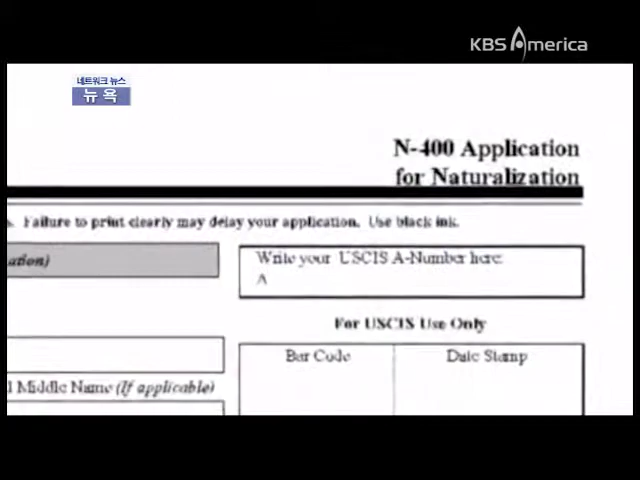 KBS America
네트워크 뉴스
뉴 욕
N-400 Application
for Naturalization
Failure to print clearly may delay your application. Use black ink.
ation)
Write your USCIS A-Number here:
A
For USCIS Use Only
Bar Code
Date Stamp
l Middle Name (If applicable)